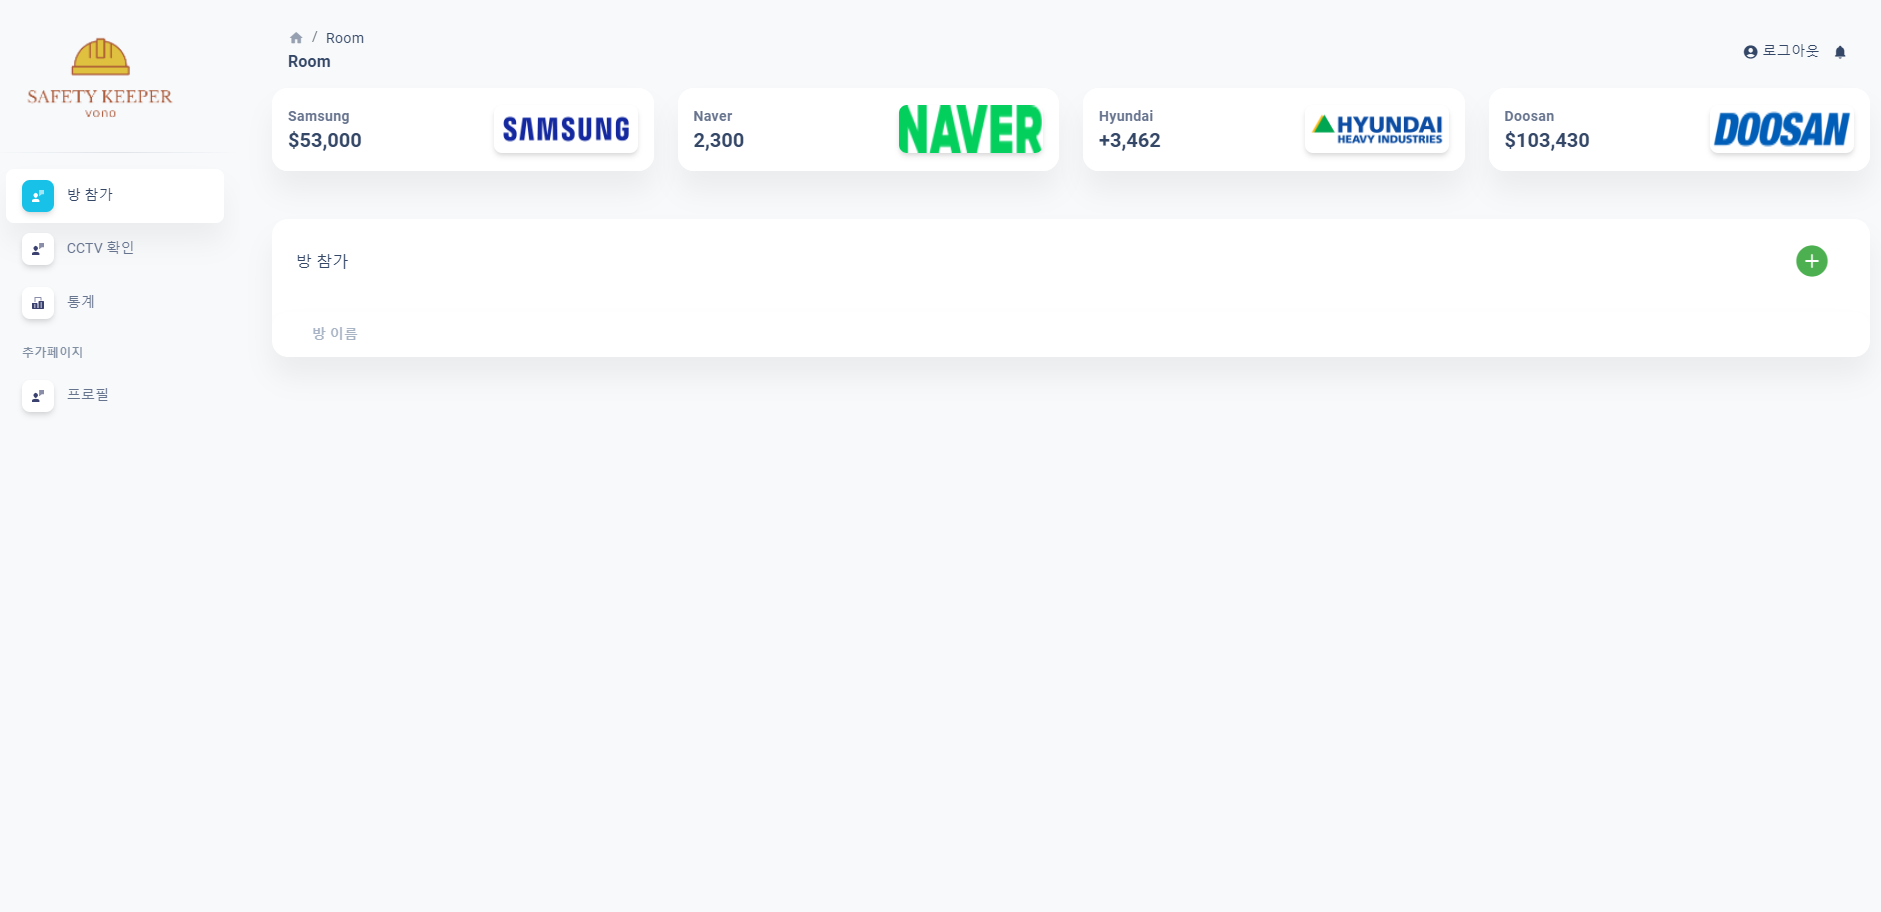 SAFETY KEEPER
vono
방 참가
CCTV 확인
통계
추가페이지
프로필
/ Room
Room
로그아웃
Samsung
$53,000
SAMSUNG
Naver
2,300
NAVER
Hyundai
+3,462
HYUNDAI
HEAVY INDUSTRIES
Doosan
$103,430
DOOSAN
방 참가
방 이름